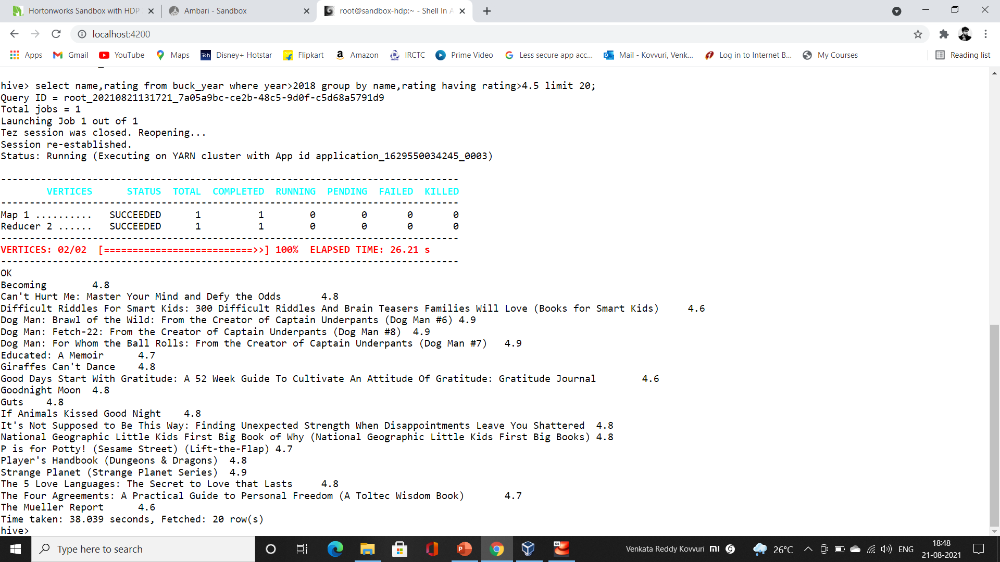 Hortonworks Sandbox with HDP
Ambari - Sandbox
root@sandbox-hdp:~ - Shell In A
localhost:4200
Apps Gmail YouTube Maps Disney+ Hotstar Flipkart Amazon IRCTC Prime Video Less secure app acc... Mail - Kovvuri, Venk... Log in to Internet B... My Courses Reading list
hive> select name,rating from buck_year where year>2018 group by name,rating having rating>4.5 limit 20;
Query ID = root_20210821131721_7a05a9bc-ce2b-48c5-9d0f-c5d68a5791d9
Total jobs = 1
Launching Job 1 out of 1
Tez session was closed. Reopening...
Session re-established.
Status: Running (Executing on YARN cluster with App id application_1629550034245_0003)
--------------------------------------------------------------------------------
VERTICES STATUS TOTAL COMPLETED RUNNING PENDING FAILED KILLED
--------------------------------------------------------------------------------
Map 1 .......... SUCCEEDED 1 1 0 0 0 0
Reducer 2 ...... SUCCEEDED 1 1 0 0 0 0
--------------------------------------------------------------------------------
VERTICES: 02/02 [==========================>>] 100% ELAPSED TIME: 26.21 s
--------------------------------------------------------------------------------
OK
Becoming 4.8
Can't Hurt Me: Master Your Mind and Defy the Odds 4.8
Difficult Riddles For Smart Kids: 300 Difficult Riddles And Brain Teasers Families Will Love (Books for Smart Kids) 4.6
Dog Man: Brawl of the Wild: From the Creator of Captain Underpants (Dog Man #6) 4.9
Dog Man: Fetch-22: From the Creator of Captain Underpants (Dog Man #8) 4.9
Dog Man: For Whom the Ball Rolls: From the Creator of Captain Underpants (Dog Man #7) 4.9
Educated: A Memoir 4.7
Giraffes Can't Dance 4.8
Good Days Start With Gratitude: A 52 Week Guide To Cultivate An Attitude Of Gratitude: Gratitude Journal 4.6
Goodnight Moon 4.8
Guts 4.8
If Animals Kissed Good Night 4.8
It's Not Supposed to Be This Way: Finding Unexpected Strength When Disappointments Leave You Shattered 4.8
National Geographic Little Kids First Big Book of Why (National Geographic Little Kids First Big Books) 4.8
P is for Potty! (Sesame Street) (Lift-the-Flap) 4.7
Player's Handbook (Dungeons & Dragons) 4.8
Strange Planet (Strange Planet Series) 4.9
The 5 Love Languages: The Secret to Love that Lasts 4.8
The Four Agreements: A Practical Guide to Personal Freedom (A Toltec Wisdom Book) 4.7
The Mueller Report 4.6
Time taken: 38.039 seconds, Fetched: 20 row(s)
hive>
Type here to search
Venkata Reddy Kovvuri
26°C
ENG
18:48
21-08-2021